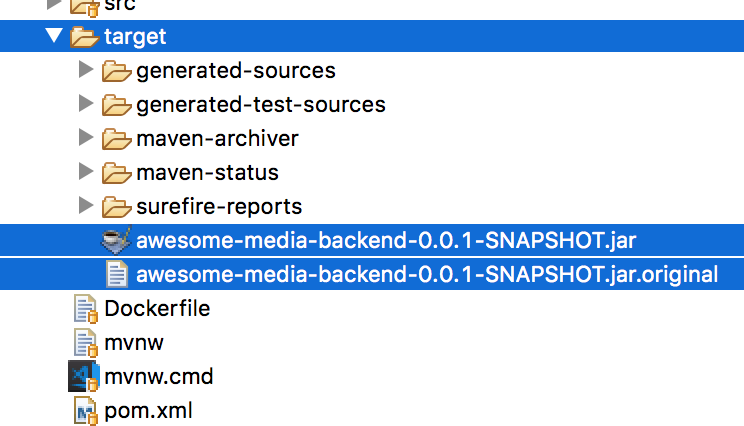 src
target
generated-sources
generated-test-sources
maven-archiver
maven-status
surefire-reports
awesome-media-backend-0.0.1-SNAPSHOT.jar
awesome-media-backend-0.0.1-SNAPSHOT.jar.original
Dockerfile
mvnw
mvnw.cmd
pom.xml